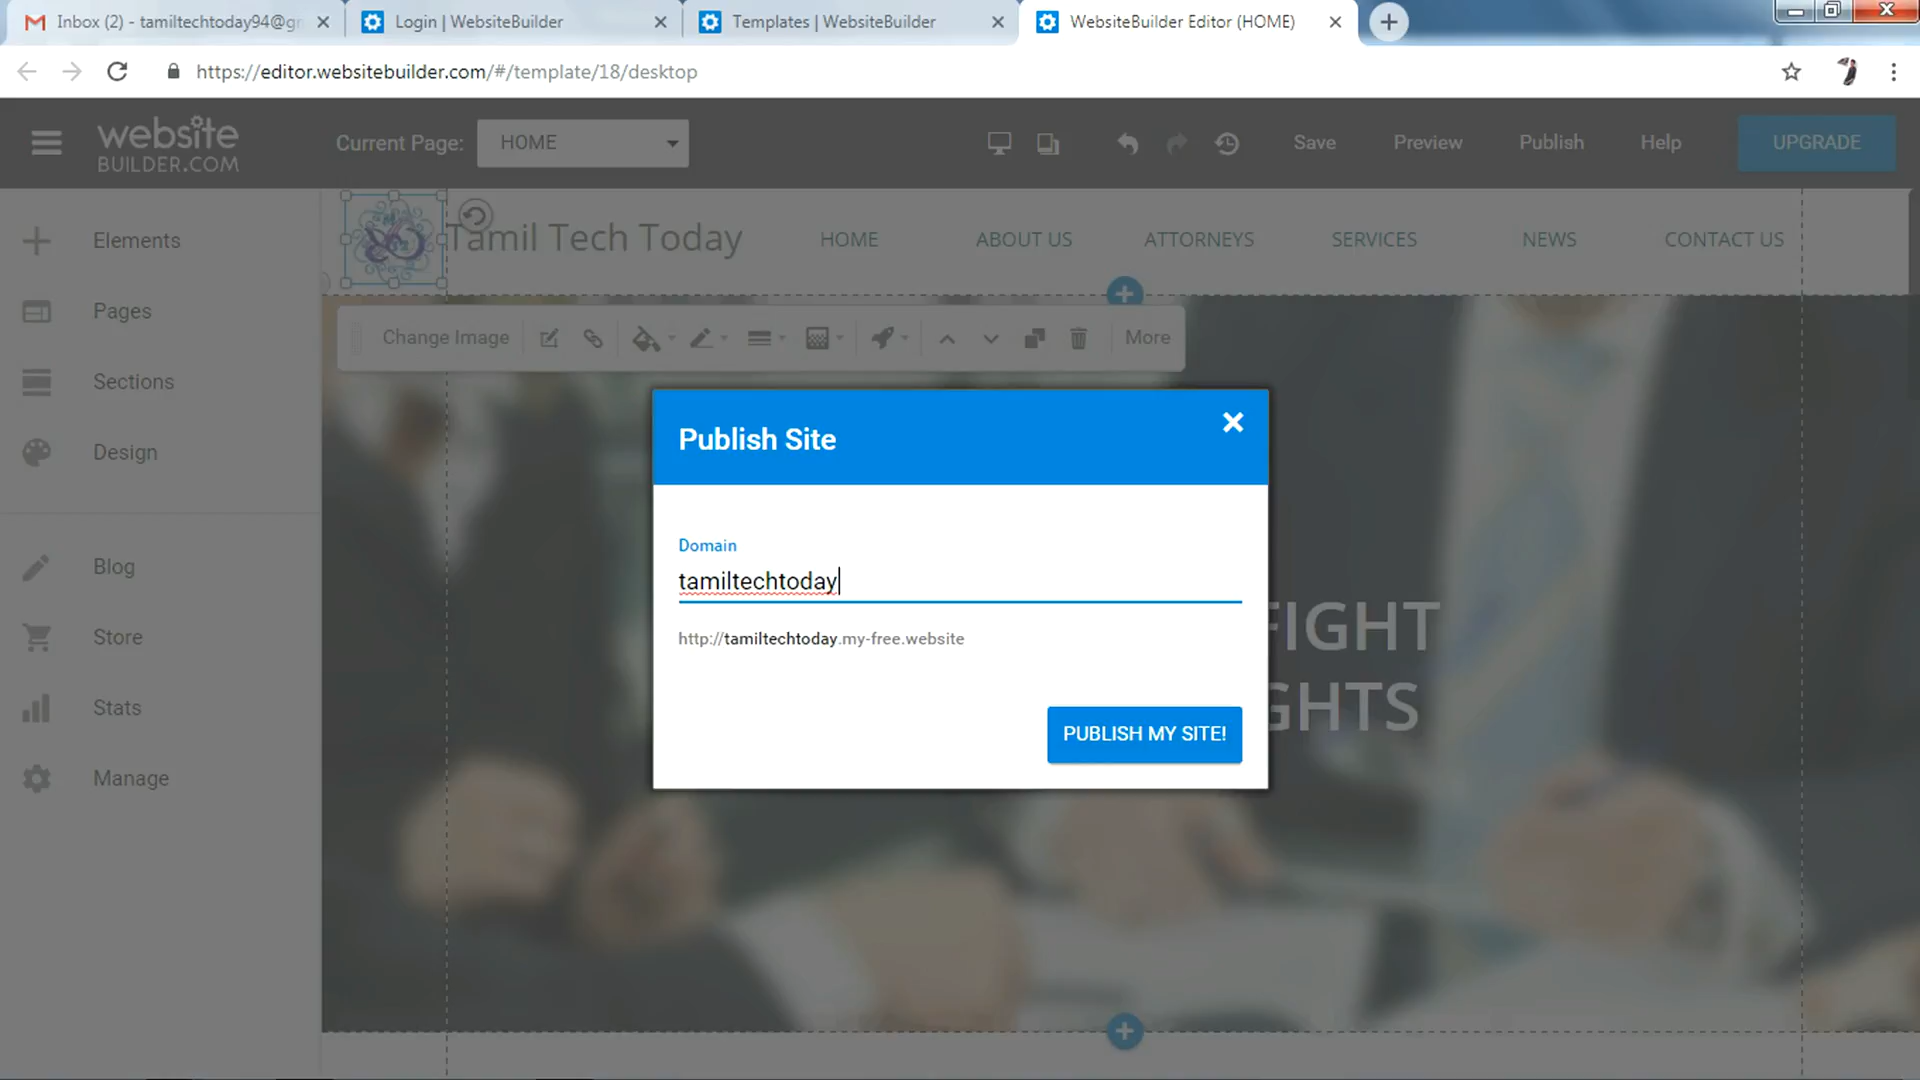 Inbox (2) - tamiltechtoday94@gm
Login | WebsiteBuilder
Templates | WebsiteBuilder
WebsiteBuilder Editor (HOME)
https://editor.websitebuilder.com/#/template/18/desktop
website
BUILDER.COM
Current Page:
HOME
Save
Preview
Publish
Help
UPGRADE
Elements
Pages
Sections
Design
Blog
Store
Stats
Manage
Tamil Tech Today
HOME
ABOUT US
ATTORNEYS
SERVICES
NEWS
CONTACT US
Change Image
More
Publish Site
Domain
tamiltechtoday
http://tamiltechtoday.my-free.website
PUBLISH MY SITE!
FIGHT
GHTS